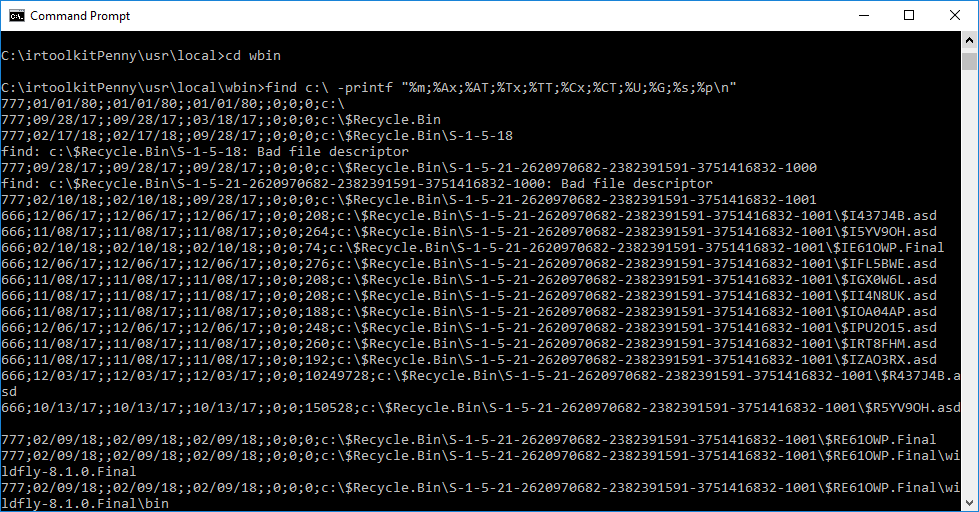 Command Prompt
C:\irtoolkitPenny\usr\local>cd wbin
C:\irtoolkitPenny\usr\local\wbin>find c:\ -printf "%m;%Ax;%AT;%Tx;%TT;%Cx;%CT;%U;%G;%s;%p\n"
777;01/01/80;;01/01/80;;01/01/80;;0;0;0;c:\
777;09/28/17;;09/28/17;;03/18/17;;0;0;0;c:\$Recycle.Bin
777;02/17/18;;02/17/18;;09/28/17;;0;0;0;c:\$Recycle.Bin\S-1-5-18
find: c:\$Recycle.Bin\S-1-5-18: Bad file descriptor
777;09/28/17;;09/28/17;;09/28/17;;0;0;0;c:\$Recycle.Bin\S-1-5-21-2620970682-2382391591-3751416832-1000
find: c:\$Recycle.Bin\S-1-5-21-2620970682-2382391591-3751416832-1000: Bad file descriptor
777;02/10/18;;02/10/18;;09/28/17;;0;0;0;c:\$Recycle.Bin\S-1-5-21-2620970682-2382391591-3751416832-1001
666;12/06/17;;12/06/17;;12/06/17;;0;0;208;c:\$Recycle.Bin\S-1-5-21-2620970682-2382391591-3751416832-1001\$I437J4B.asd
666;11/08/17;;11/08/17;;11/08/17;;0;0;264;c:\$Recycle.Bin\S-1-5-21-2620970682-2382391591-3751416832-1001\$I5YV9OH.asd
666;02/10/18;;02/10/18;;02/10/18;;0;0;74;c:\$Recycle.Bin\S-1-5-21-2620970682-2382391591-3751416832-1001\$IE61OWP.Final
666;12/06/17;;12/06/17;;12/06/17;;0;0;276;c:\$Recycle.Bin\S-1-5-21-2620970682-2382391591-3751416832-1001\$IFL5BWE.asd
666;11/08/17;;11/08/17;;11/08/17;;0;0;208;c:\$Recycle.Bin\S-1-5-21-2620970682-2382391591-3751416832-1001\$IGX0W6L.asd
666;11/08/17;;11/08/17;;11/08/17;;0;0;208;c:\$Recycle.Bin\S-1-5-21-2620970682-2382391591-3751416832-1001\$II4N8UK.asd
666;11/08/17;;11/08/17;;11/08/17;;0;0;188;c:\$Recycle.Bin\S-1-5-21-2620970682-2382391591-3751416832-1001\$IOA04AP.asd
666;12/06/17;;12/06/17;;12/06/17;;0;0;248;c:\$Recycle.Bin\S-1-5-21-2620970682-2382391591-3751416832-1001\$IPU2O15.asd
666;11/08/17;;11/08/17;;11/08/17;;0;0;260;c:\$Recycle.Bin\S-1-5-21-2620970682-2382391591-3751416832-1001\$IRT8FHM.asd
666;11/08/17;;11/08/17;;11/08/17;;0;0;192;c:\$Recycle.Bin\S-1-5-21-2620970682-2382391591-3751416832-1001\$IZAO3RX.asd
666;12/03/17;;12/03/17;;12/03/17;;0;0;10249728;c:\$Recycle.Bin\S-1-5-21-2620970682-2382391591-3751416832-1001\$R437J4B.a
sd
666;10/13/17;;10/13/17;;10/13/17;;0;0;150528;c:\$Recycle.Bin\S-1-5-21-2620970682-2382391591-3751416832-1001\$R5YV9OH.asd
777;02/09/18;;02/09/18;;02/09/18;;0;0;0;c:\$Recycle.Bin\S-1-5-21-2620970682-2382391591-3751416832-1001\$RE61OWP.Final
777;02/09/18;;02/09/18;;02/09/18;;0;0;0;c:\$Recycle.Bin\S-1-5-21-2620970682-2382391591-3751416832-1001\$RE61OWP.Final\wi
ldfly-8.1.0.Final
777;02/09/18;;02/09/18;;02/09/18;;0;0;0;c:\$Recycle.Bin\S-1-5-21-2620970682-2382391591-3751416832-1001\$RE61OWP.Final\wi
ldfly-8.1.0.Final\bin